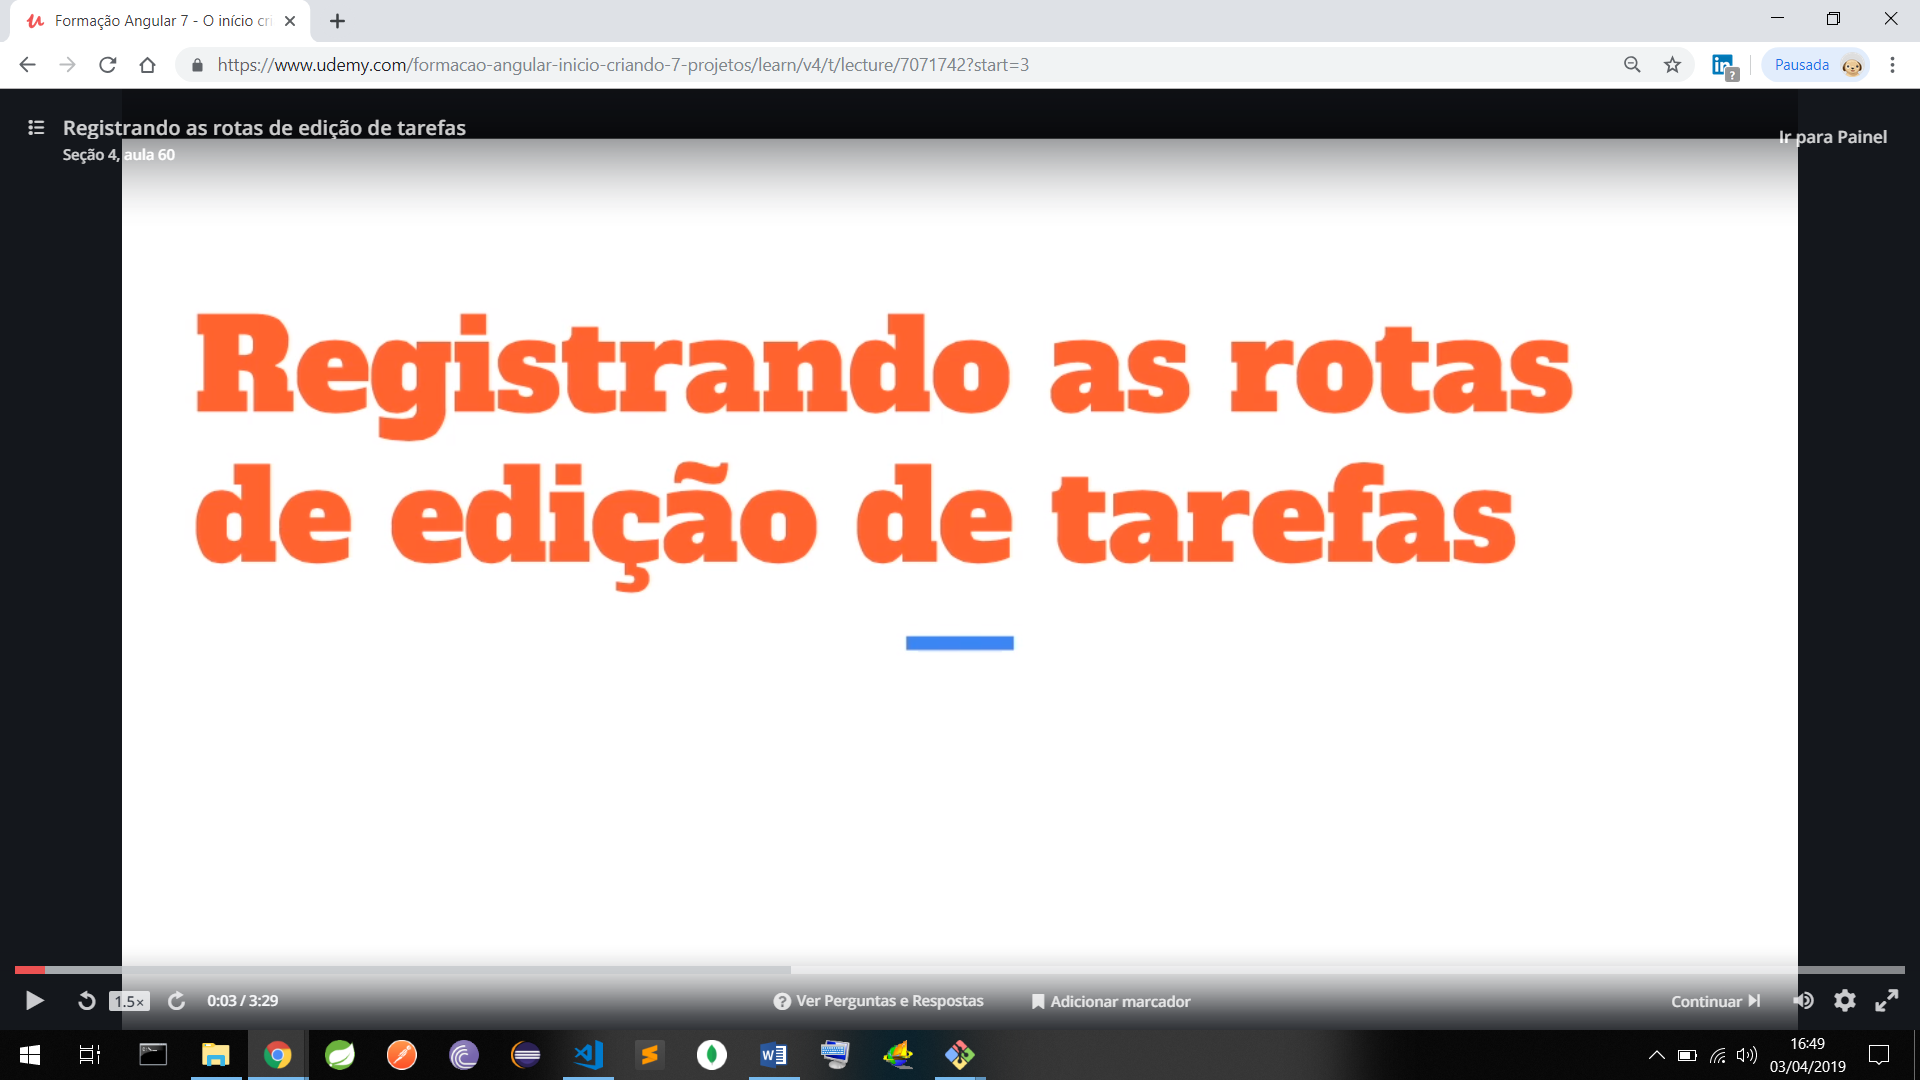 Formação Angular 7 - O início cri
https://www.udemy.com/formacao-angular-inicio-criando-7-projetos/learn/v4/t/lecture/7071742?start=3
Pausada
Registrando as rotas de edição de tarefas
Seção 4, aula 60
Ir para Painel
Registrando as rotas
de edição de tarefas
1.5×
0:03 / 3:29
Ver Perguntas e Respostas
Adicionar marcador
Continuar
16:49
03/04/2019